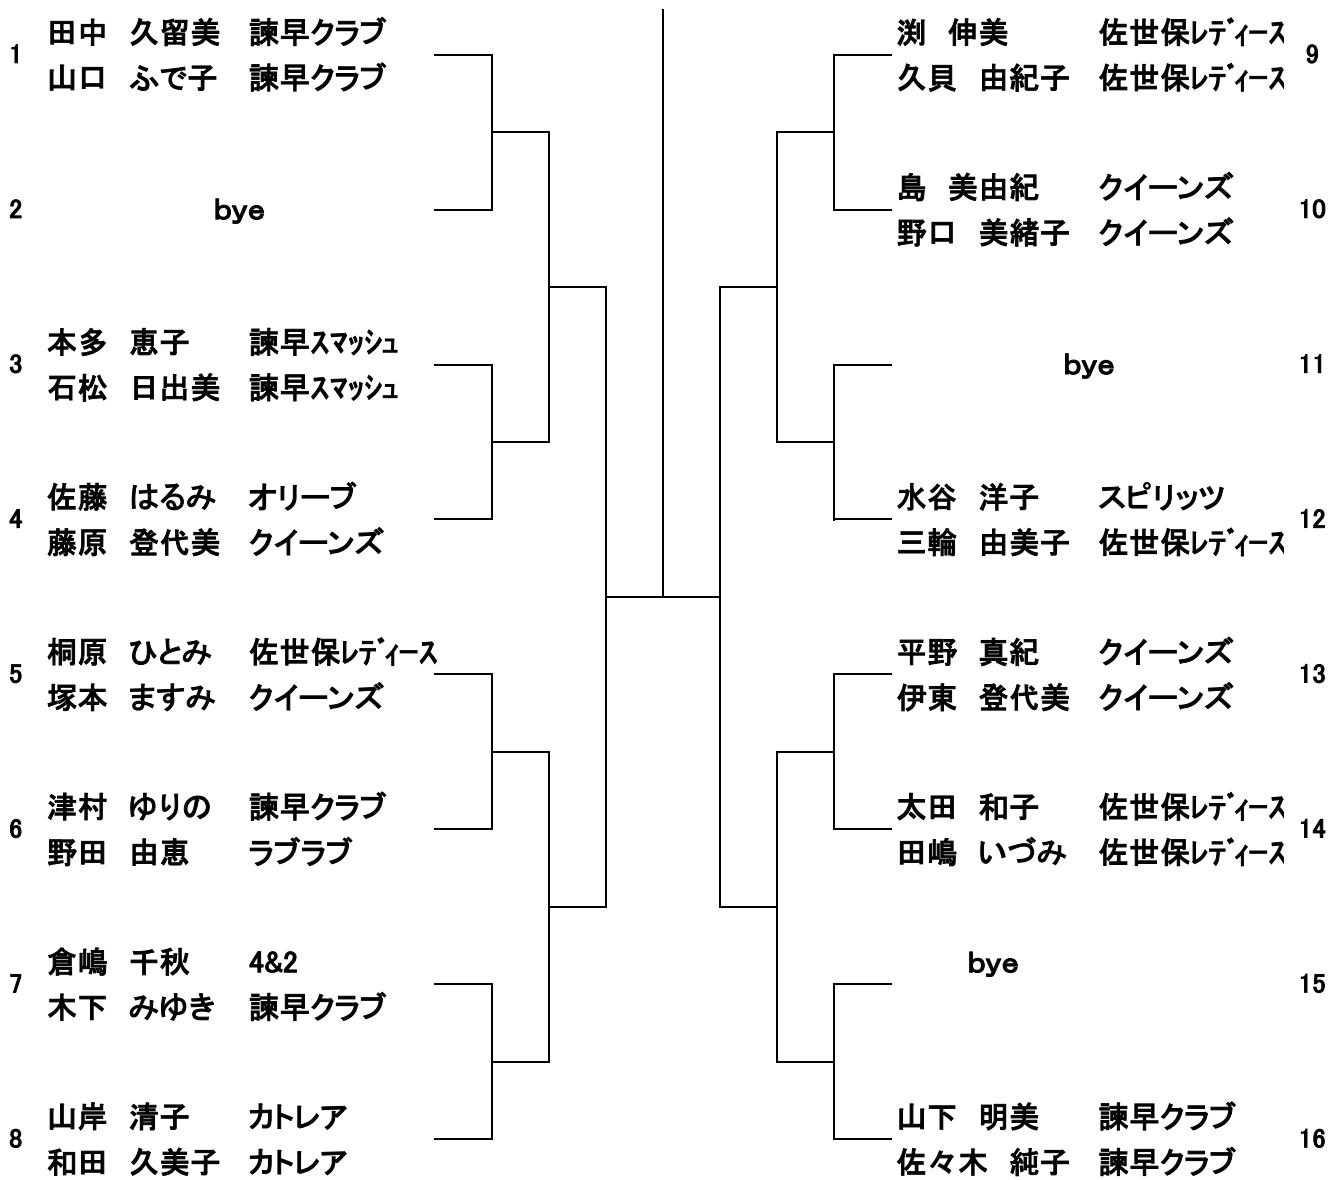 1
田中 久留美 諫早クラブ
山口 ふで子 諫早クラブ
2
bye
3
本多 恵子 諫早スマッシュ
石松 日出美 諫早スマッシュ
4
佐藤 はるみ オリーブ
藤原 登代美 クイーンズ
5
桐原 ひとみ 佐世保レディース
塚本 ますみ クイーンズ
6
津村 ゆりの 諫早クラブ
野田 由恵 ラブラブ
7
倉嶋 千秋 4&2
木下 みゆき 諫早クラブ
8
山岸 清子 カトレア
和田 久美子 カトレア
渕 伸美 佐世保レディース
久貝 由紀子 佐世保レディース
9
島 美由紀 クイーンズ
野口 美緒子 クイーンズ
10
bye
11
水谷 洋子 スピリッツ
三輪 由美子 佐世保レディース
12
平野 真紀 クイーンズ
伊東 登代美 クイーンズ
13
太田 和子 佐世保レディース
田嶋 いづみ 佐世保レディース
14
bye
15
山下 明美 諫早クラブ
佐々木 純子 諫早クラブ
16